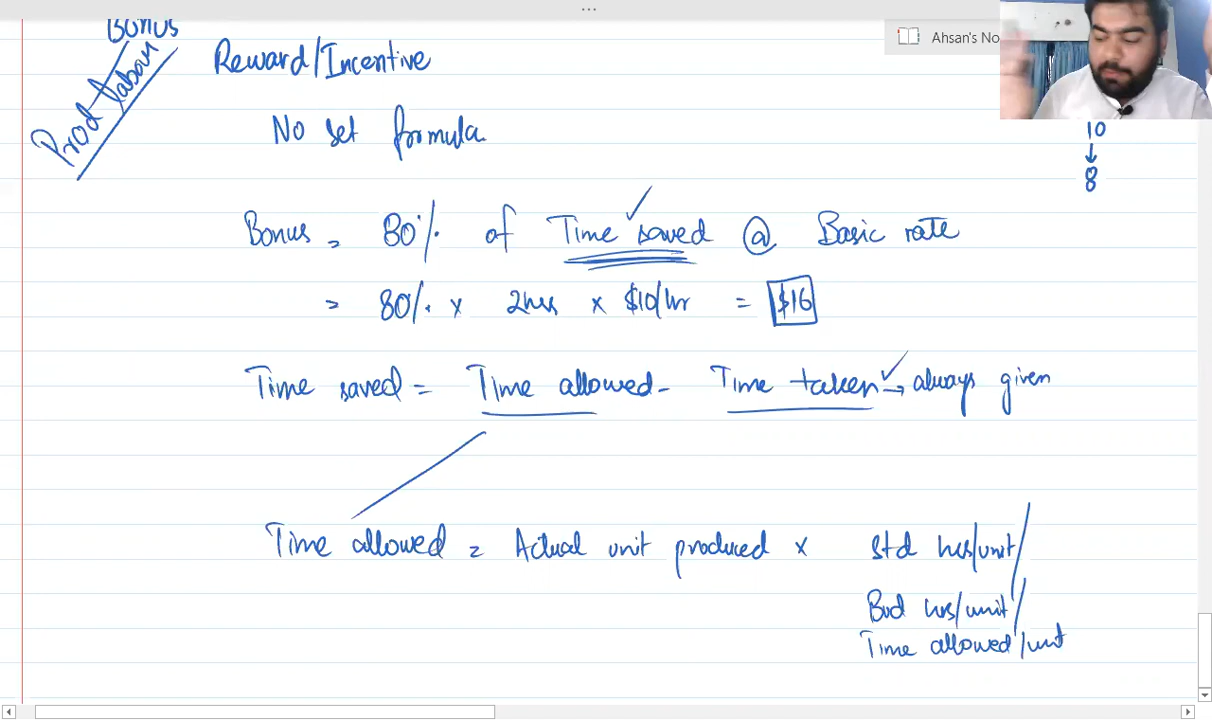 Bonus
Ahsan's No
Prod labour
Reward/Incentive
No set formula
10
↓
8
Bonus = 80% of Time saved @ Basic rate
= 80% x 2hrs x $10/hr = $16
Time saved = Time allowed - Time taken → always given
Time allowed = Actual unit produced x Std hrs/unit/
Bud hrs/unit/
Time allowed/unit